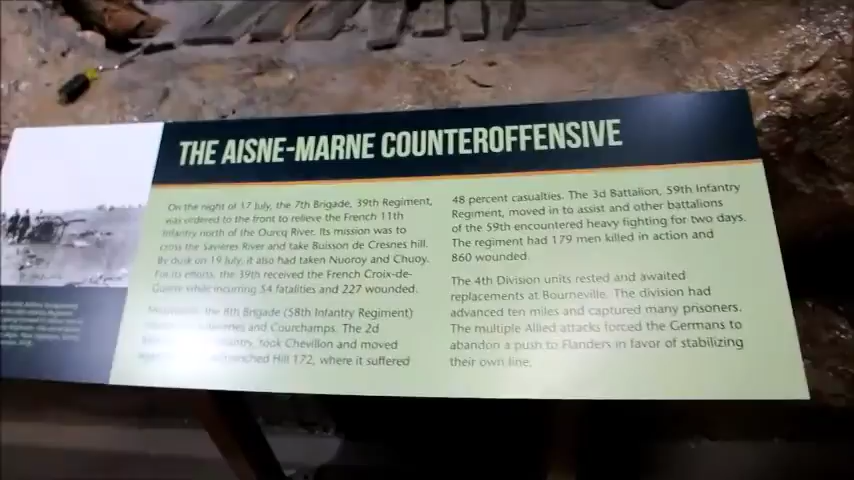 THE AISNE-MARNE COUNTEROFFENSIVE
On the night of 17 July, the 7th Brigade, 39th Regiment,
was ordered to the front to relieve the French 11th
Infantry north of the Ourcq River. Its mission was to
cross the Savieres River and take Buisson de Cresnes hill.
By dusk on 19 July, it also had taken Nuoroy and Chuoy.
For its efforts, the 39th received the French Croix-de-
Guerre while incurring 54 fatalities and 227 wounded.
the 8th Brigade (58th Infantry Regiment)
and Courchamps. The 2d
took Chevillon and moved
Hill 172, where it suffered
48 percent casualties. The 3d Battalion, 59th Infantry
Regiment, moved in to assist and other battalions
of the 59th encountered heavy fighting for two days.
The regiment had 179 men killed in action and
860 wounded.
The 4th Division units rested and awaited
replacements at Bourneville. The division had
advanced ten miles and captured many prisoners.
The multiple Allied attacks forced the Germans to
abandon a push to Flanders in favor of stabilizing
their own line.